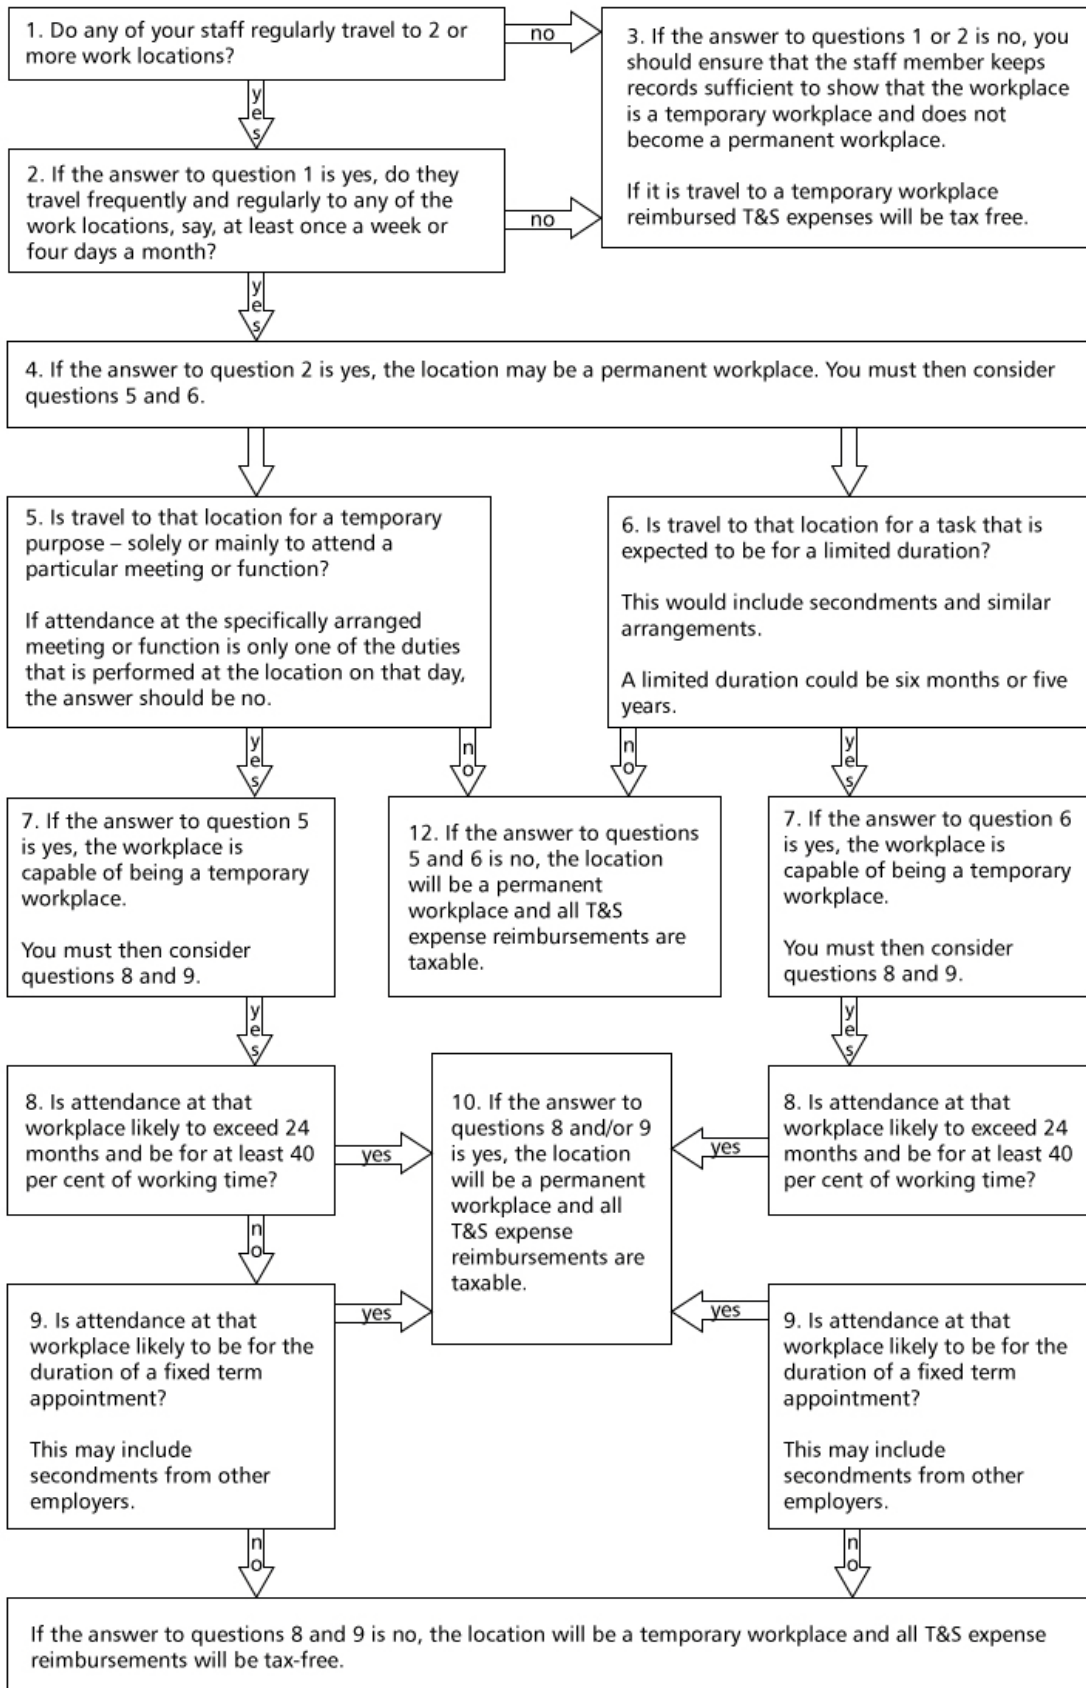 1. Do any of your staff regularly travel to 2 or
more work locations?
no
3. If the answer to questions 1 or 2 is no, you
should ensure that the staff member keeps
records sufficient to show that the workplace
is a temporary workplace and does not
become a permanent workplace.
If it is travel to a temporary workplace
reimbursed T&S expenses will be tax free.
yes
2. If the answer to question 1 is yes, do they
travel frequently and regularly to any of the
work locations, say, at least once a week or
four days a month?
no
yes
4. If the answer to question 2 is yes, the location may be a permanent workplace. You must then consider
questions 5 and 6.
5. Is travel to that location for a temporary
purpose – solely or mainly to attend a
particular meeting or function?
If attendance at the specifically arranged
meeting or function is only one of the duties
that is performed at the location on that day,
the answer should be no.
6. Is travel to that location for a task that is
expected to be for a limited duration?
This would include secondments and similar
arrangements.
A limited duration could be six months or five
years.
yes
no
no
yes
7. If the answer to question 5
is yes, the workplace is
capable of being a temporary
workplace.
You must then consider
questions 8 and 9.
12. If the answer to questions
5 and 6 is no, the location
will be a permanent
workplace and all T&S
expense reimbursements are
taxable.
7. If the answer to question 6
is yes, the workplace is
capable of being a temporary
workplace.
You must then consider
questions 8 and 9.
yes
yes
8. Is attendance at that
workplace likely to exceed 24
months and be for at least 40
per cent of working time?
yes
10. If the answer to
questions 8 and/or 9
is yes, the location
will be a permanent
workplace and all
T&S expense
reimbursements are
taxable.
yes
8. Is attendance at that
workplace likely to exceed 24
months and be for at least 40
per cent of working time?
no
9. Is attendance at that
workplace likely to be for the
duration of a fixed term
appointment?
This may include
secondments from other
employers.
yes
yes
9. Is attendance at that
workplace likely to be for the
duration of a fixed term
appointment?
This may include
secondments from other
employers.
no
no
If the answer to questions 8 and 9 is no, the location will be a temporary workplace and all T&S expense
reimbursements will be tax-free.